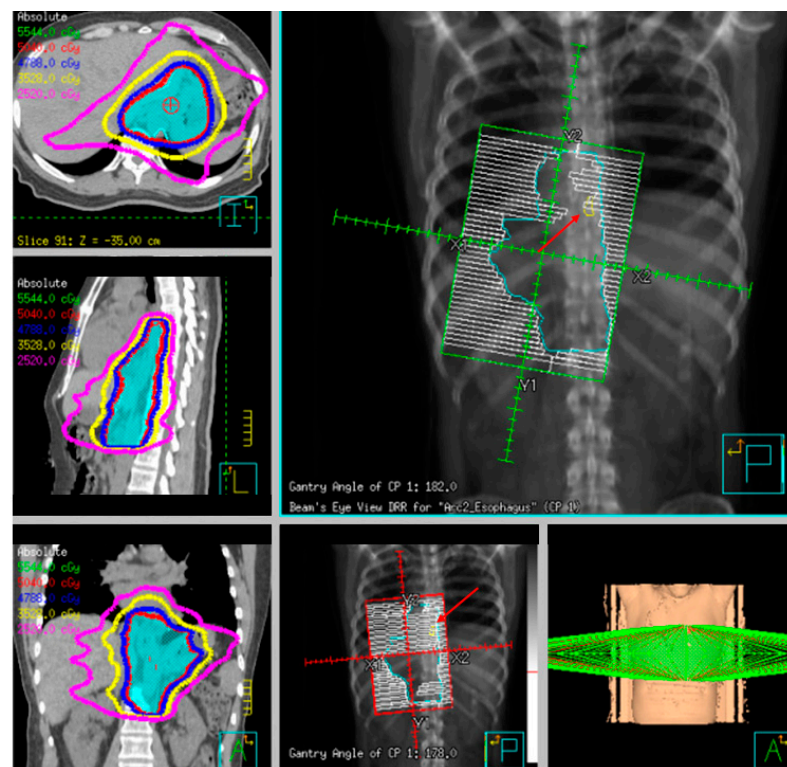 Absolute
5544.0 cGy
5040.0 cGy
4788.0 cGy
3528.0 cGy
2520.0 cGy
Slice 91: Z = -35.00 cm
I
Absolute
5544.0 cGy
5040.0 cGy
4788.0 cGy
3528.0 cGy
2520.0 cGy
L
Y2
X1
X2
Y1
Gantry Angle of CP 1: 182.0
Beam's Eye View DRR for "Arc2_Esophagus" (CP 1)
P
Absolute
5544.0 cGy
5040.0 cGy
4788.0 cGy
3528.0 cGy
2520.0 cGy
A
Y2
X1
X2
Y1
Gantry Angle of CP 1: 178.0
P
A